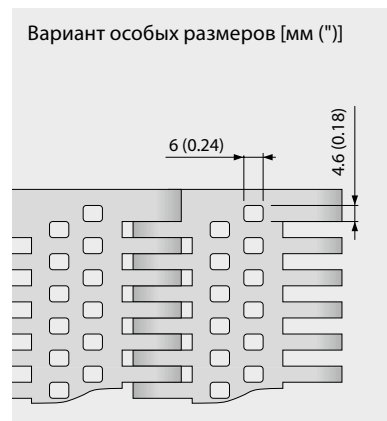 Вариант особых размеров [мм (")]
6 (0.24)
4.6 (0.18)